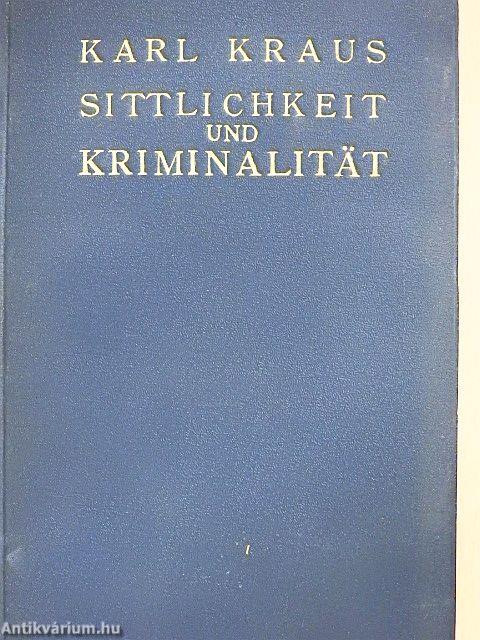 KARL KRAUS
SITTLICHKEIT
UND
KRIMINALITÄT
Antikvárium.hu